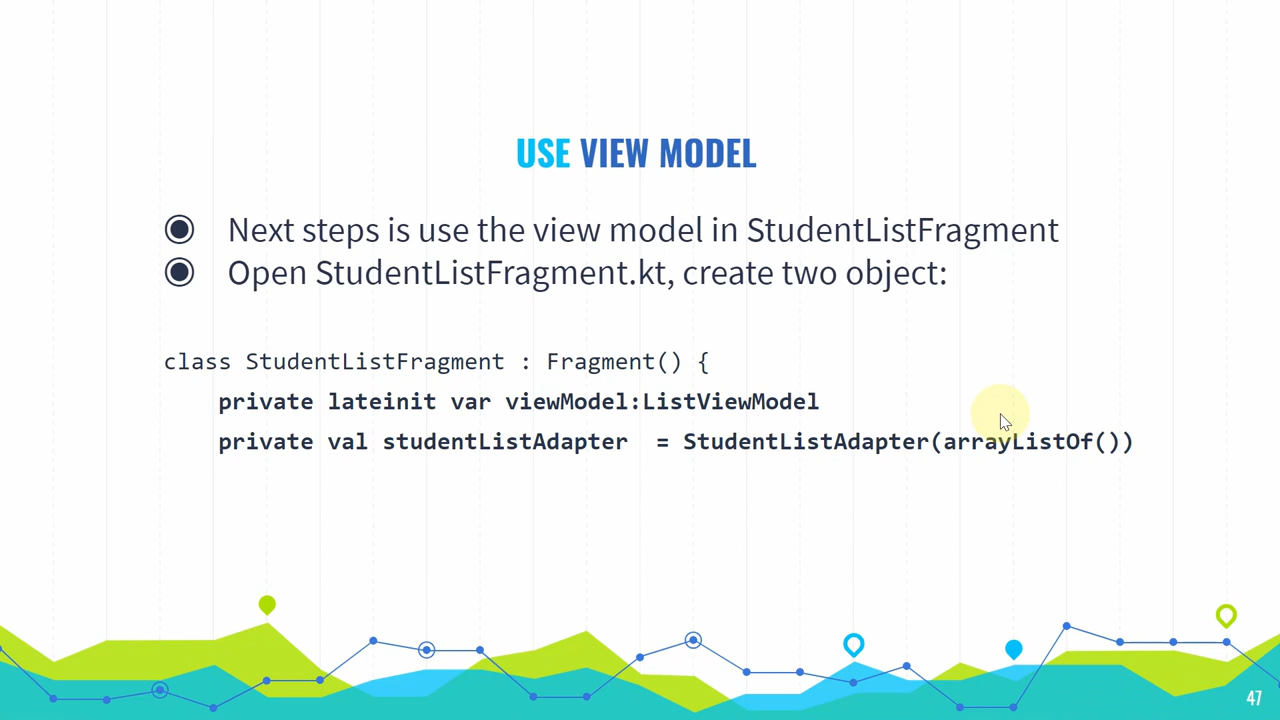 USE VIEW MODEL
Next steps is use the view model in StudentListFragment
Open StudentListFragment.kt, create two object:
class StudentListFragment : Fragment() {
    private lateinit var viewModel:ListViewModel
    private val studentListAdapter  = StudentListAdapter(arrayListOf())
47